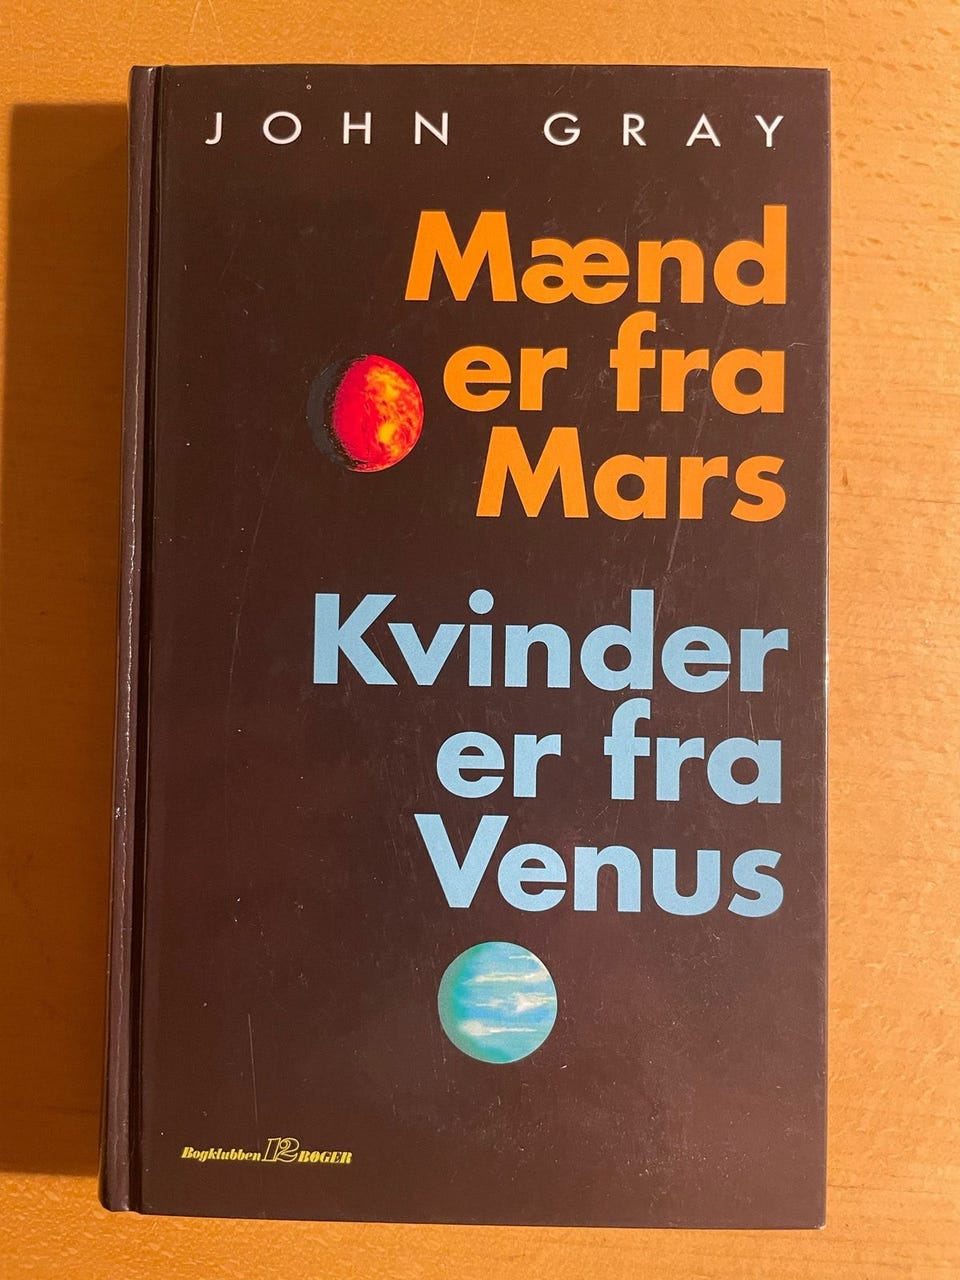 JOHN GRAY
Mænd
er fra
Mars
Kvinder
er fra
Venus
Bogklubben 12 BØGER